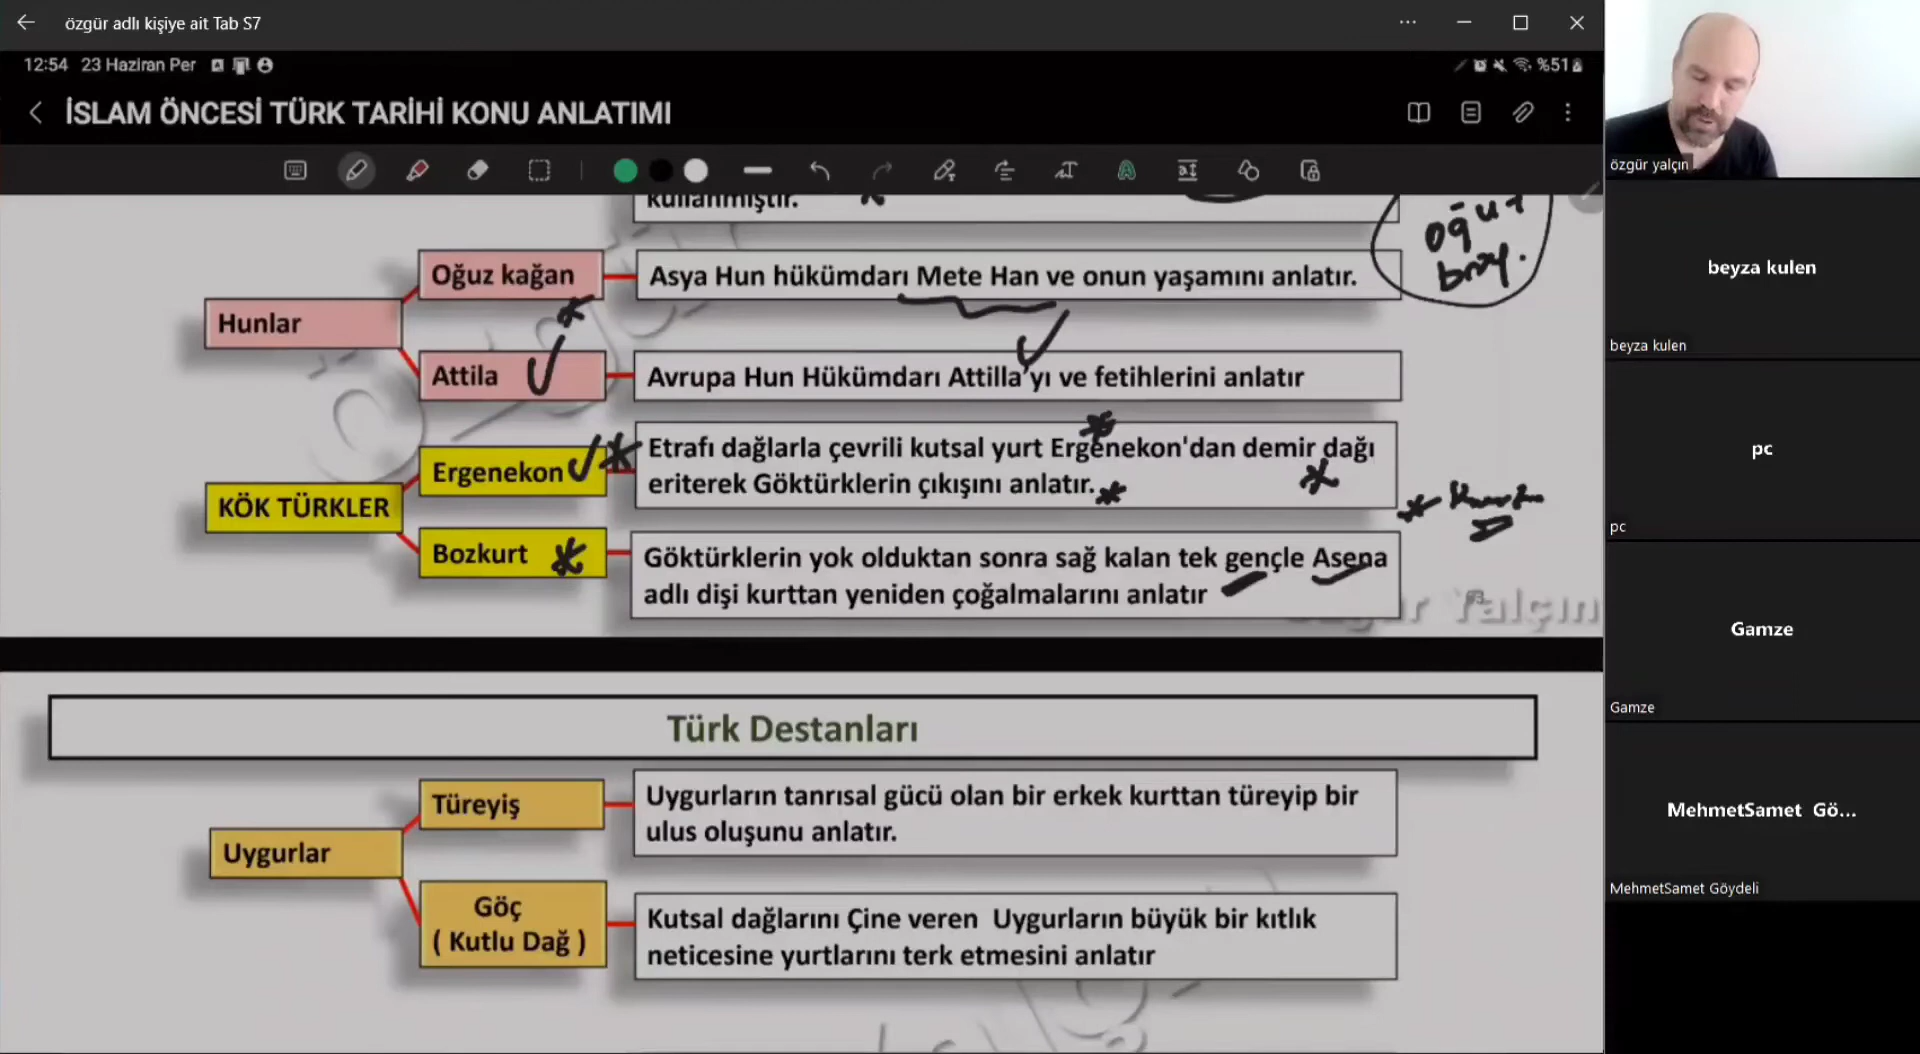 özgür adlı kişiye ait Tab S7
12:54 23 Haziran Per
%51
İSLAM ÖNCESİ TÜRK TARİHİ KONU ANLATIMI
kullanmıştır.
Hunlar
Oğuz kağan
Asya Hun hükümdarı Mete Han ve onun yaşamını anlatır.
Attila
Avrupa Hun Hükümdarı Attilla'yı ve fetihlerini anlatır
KÖK TÜRKLER
Ergenekon
Etrafı dağlarla çevrili kutsal yurt Ergenekon'dan demir dağı
eriterek Göktürklerin çıkışını anlatır.
Bozkurt
Göktürklerin yok olduktan sonra sağ kalan tek gençle Asena
adlı dişi kurttan yeniden çoğalmalarını anlatır
Yalçın
Türk Destanları
Uygurlar
Türeyiş
Uygurların tanrısal gücü olan bir erkek kurttan türeyip bir
ulus oluşunu anlatır.
Göç
( Kutlu Dağ )
Kutsal dağlarını Çine veren Uygurların büyük bir kıtlık
neticesine yurtlarını terk etmesini anlatır
özgür yalçın
beyza kulen
beyza kulen
pc
pc
Gamze
Gamze
MehmetSamet Gö...
MehmetSamet Göydeli